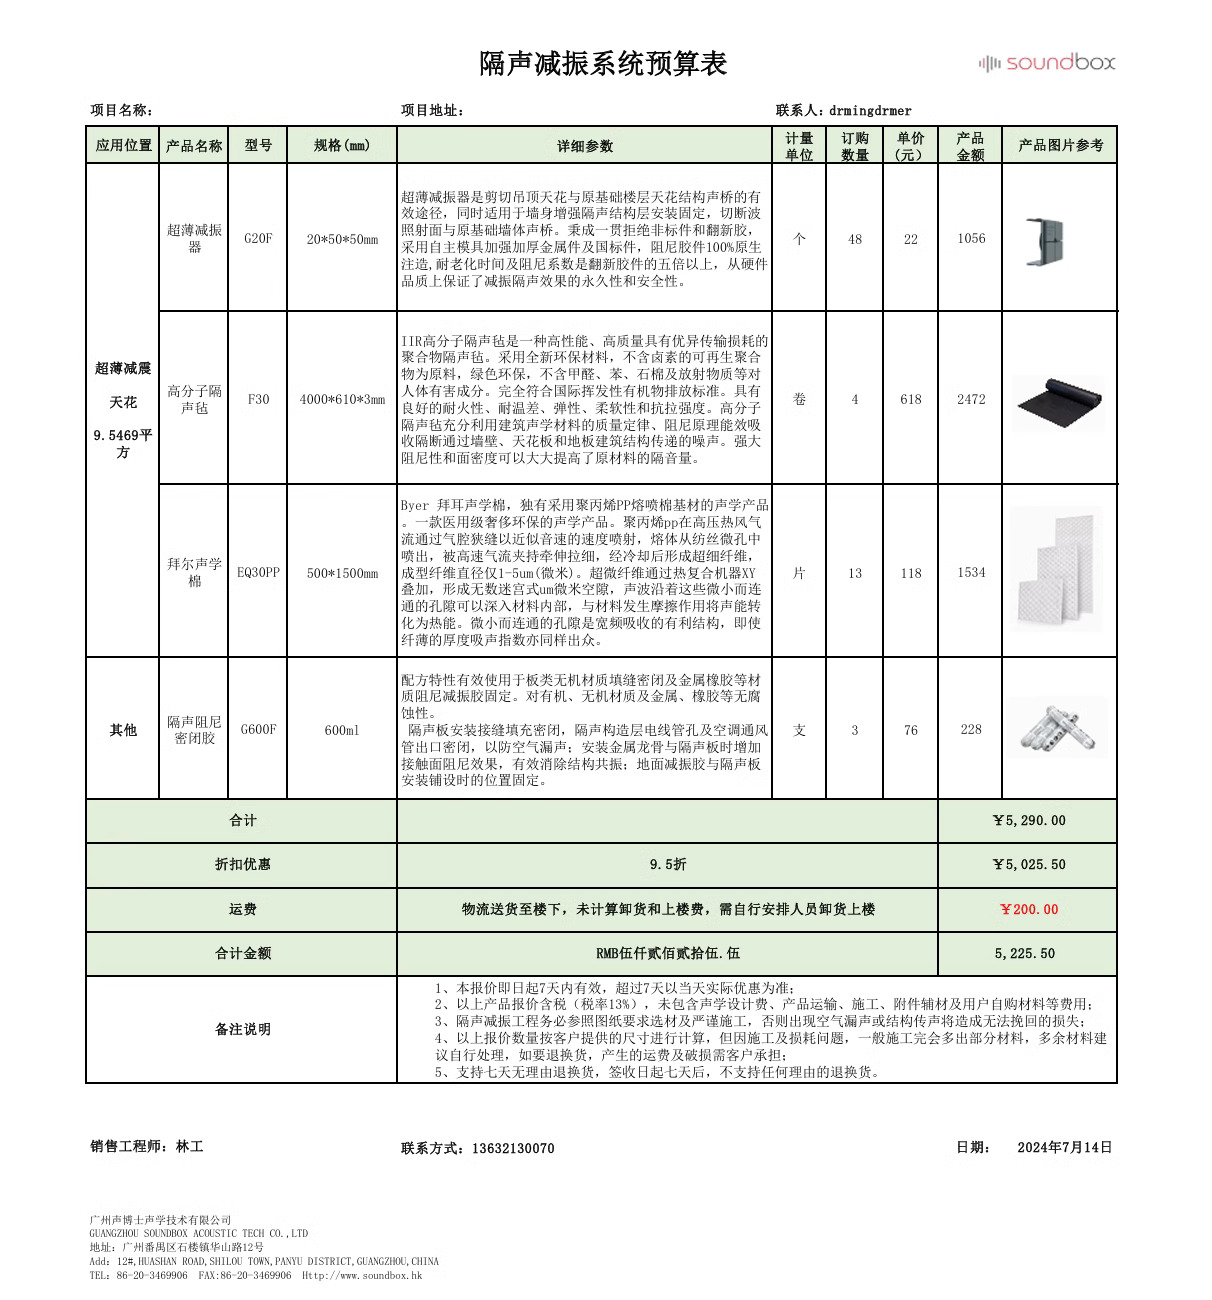 隔声减振系统预算表
soundbox
项目名称： 项目地址： 联系人：drmingdrmer
应用位置 产品名称 型号 规格(mm) 详细参数 计量单位 订购数量 单价(元) 产品金额 产品图片参考
超薄减震
天花
9.5469平
方
超薄减振
器
G20F
20*50*50mm
超薄减振器是剪切吊顶天花与原基础楼层天花结构声桥的有
效途径，同时适用于墙身增强隔声结构层安装固定，切断波
照射面与原基础墙体声桥。秉成一贯拒绝非标件和翻新胶，
采用自主模具加强加厚金属件及国标件，阻尼胶件100%原生
注造,耐老化时间及阻尼系数是翻新胶件的五倍以上，从硬件
品质上保证了减振隔声效果的永久性和安全性。
个 48 22 1056
高分子隔
声毡
F30
4000*610*3mm
IIR高分子隔声毡是一种高性能、高质量具有优异传输损耗的
聚合物隔声毡。采用全新环保材料，不含卤素的可再生聚合
物为原料，绿色环保，不含甲醛、苯、石棉及放射物质等对
人体有害成分。完全符合国际挥发性有机物排放标准。具有
良好的耐火性、耐温差、弹性、柔软性和抗拉强度。高分子
隔声毡充分利用建筑声学材料的质量定律、阻尼原理能效吸
收隔断通过墙壁、天花板和地板建筑结构传递的噪声。强大
阻尼性和面密度可以大大提高了原材料的隔音量。
卷 4 618 2472
拜尔声学
棉
EQ30PP
500*1500mm
Byer 拜耳声学棉，独有采用聚丙烯PP熔喷棉基材的声学产品
。一款医用级奢侈环保的声学产品。聚丙烯pp在高压热风气
流通过气腔狭缝以近似音速的速度喷射，熔体从纺丝微孔中
喷出，被高速气流夹持牵伸拉细，经冷却后形成超细纤维，
成型纤维直径仅1-5um(微米)。超微纤维通过热复合机器XY
叠加，形成无数迷宫式um微米空隙，声波沿着这些微小而连
通的孔隙可以深入材料内部，与材料发生摩擦作用将声能转
化为热能。微小而连通的孔隙是宽频吸收的有利结构，即使
纤薄的厚度吸声指数亦同样出众。
片 13 118 1534
其他
隔声阻尼
密闭胶
G600F
600ml
配方特性有效使用于板类无机材质填缝密闭及金属橡胶等材
质阻尼减振胶固定。对有机、无机材质及金属、橡胶等无腐
蚀性。
隔声板安装接缝填充密闭，隔声构造层电线管孔及空调通风
管出口密闭，以防空气漏声；安装金属龙骨与隔声板时增加
接触面阻尼效果，有效消除结构共振；地面减振胶与隔声板
安装铺设时的位置固定。
支 3 76 228
合计 ￥5,290.00
折扣优惠 9.5折 ￥5,025.50
运费 物流送货至楼下，未计算卸货和上楼费，需自行安排人员卸货上楼 ￥200.00
合计金额 RMB伍仟贰佰贰拾伍.伍 5,225.50
备注说明
1、本报价即日起7天内有效，超过7天以当天实际优惠为准；
2、以上产品报价含税（税率13%），未包含声学设计费、产品运输、施工、附件辅材及用户自购材料等费用；
3、隔声减振工程务必参照图纸要求选材及严谨施工，否则出现空气漏声或结构传声将造成无法挽回的损失；
4、以上报价数量按客户提供的尺寸进行计算，但因施工及损耗问题，一般施工完会多出部分材料，多余材料建
议自行处理，如要退换货，产生的运费及破损需客户承担；
5、支持七天无理由退换货，签收日起七天后，不支持任何理由的退换货。
销售工程师：林工 联系方式：13632130070 日期： 2024年7月14日
广州声博士声学技术有限公司
GUANGZHOU SOUNDBOX ACOUSTIC TECH CO.,LTD
地址：广州番禺区石楼镇华山路12号
Add：12#,HUASHAN ROAD,SHILOU TOWN,PANYU DISTRICT,GUANGZHOU,CHINA
TEL：86-20-3469906 FAX:86-20-3469906 Http://www.soundbox.hk